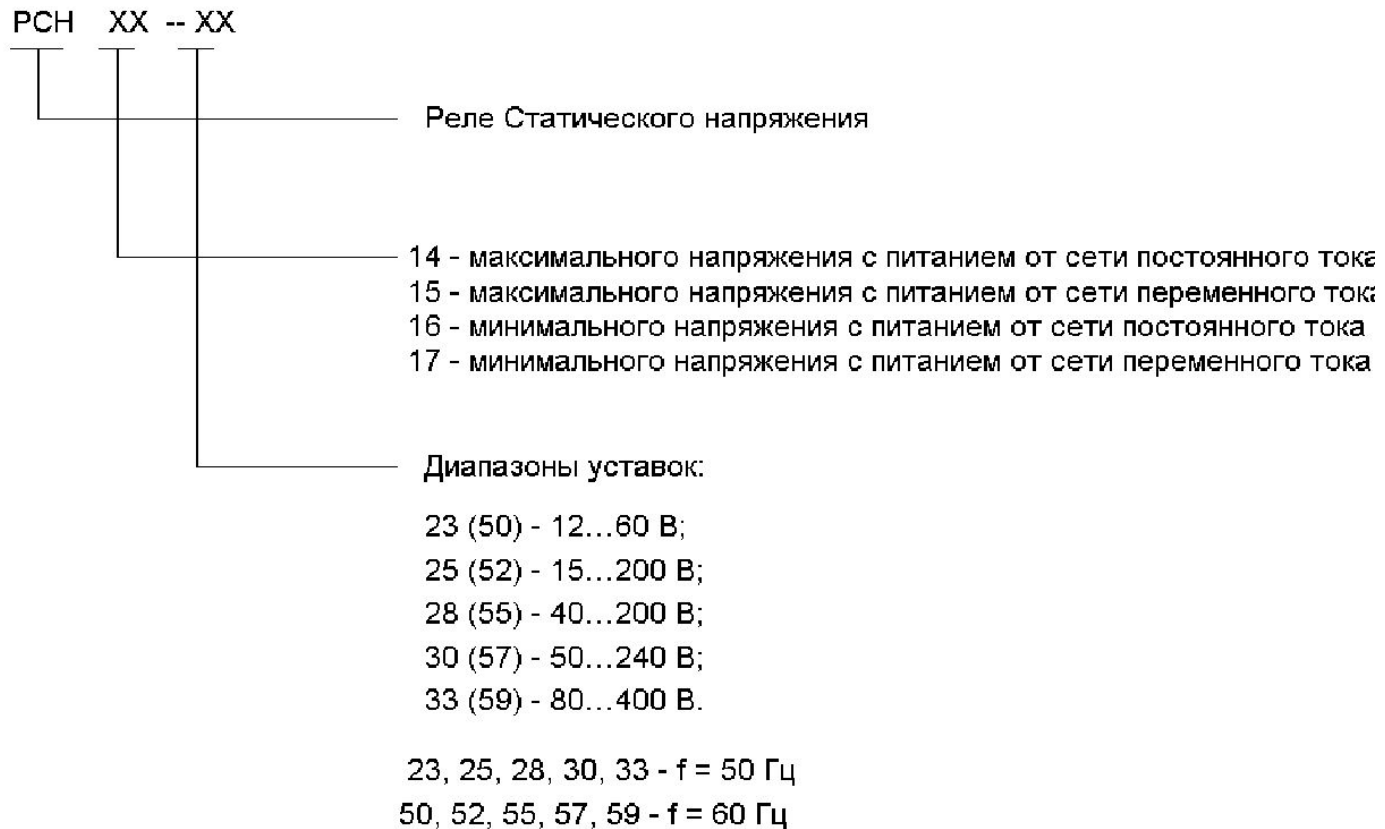 РСН ХХ -- ХХ
Реле Статического напряжения
14 - максимального напряжения с питанием от сети постоянного тока
15 - максимального напряжения с питанием от сети переменного тока
16 - минимального напряжения с питанием от сети постоянного тока
17 - минимального напряжения с питанием от сети переменного тока
Диапазоны уставок:
23 (50) - 12...60 В;
25 (52) - 15...200 В;
28 (55) - 40...200 В;
30 (57) - 50...240 В;
33 (59) - 80...400 В.
23, 25, 28, 30, 33 - f = 50 Гц
50, 52, 55, 57, 59 - f = 60 Гц